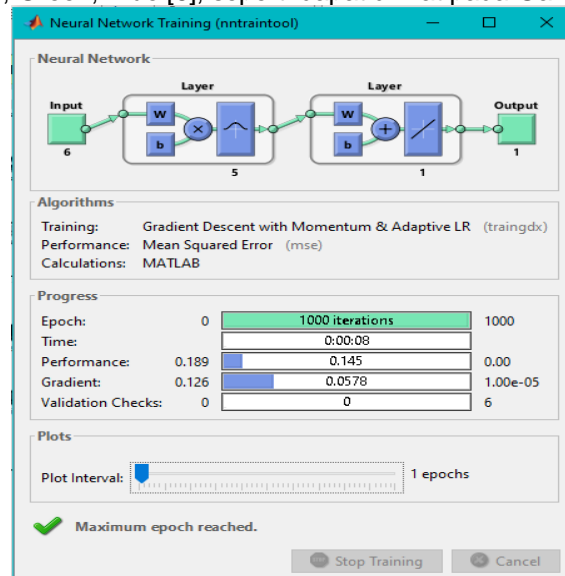 Neural Network Training (nntraintool)
Neural Network
Layer Layer
Input Output
W W
b b
6 1
5 1
Algorithms
Training: Gradient Descent with Momentum & Adaptive LR (traingdx)
Performance: Mean Squared Error (mse)
Calculations: MATLAB
Progress
Epoch: 0 1000 iterations 1000
Time: 0:00:08
Performance: 0.189 0.145 0.00
Gradient: 0.126 0.0578 1.00e-05
Validation Checks: 0 0 6
Plots
Plot Interval: 1 epochs
Maximum epoch reached.
Stop Training Cancel